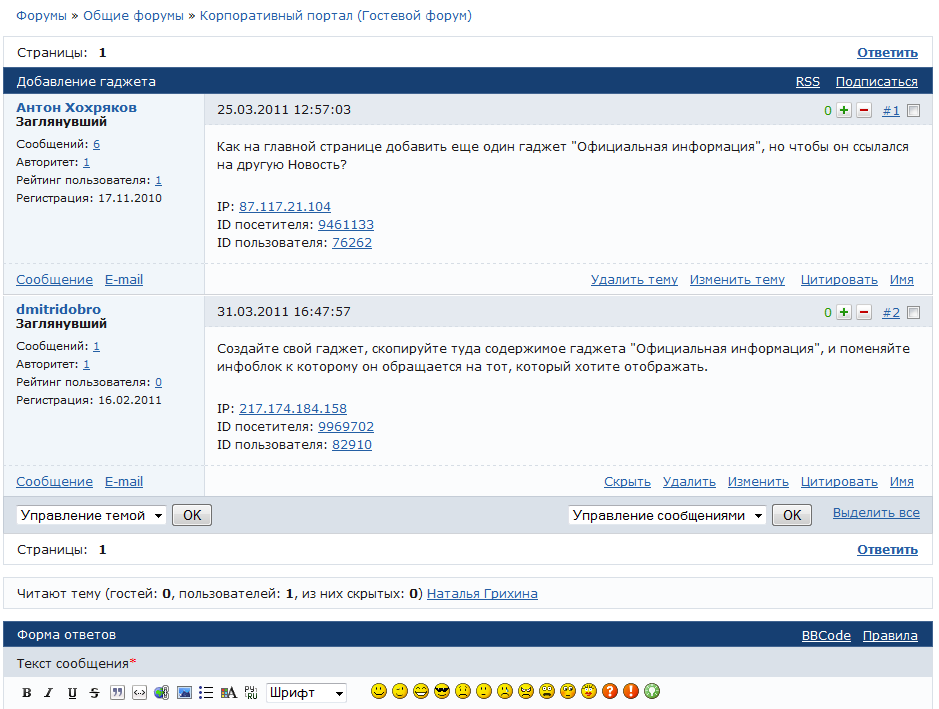 Форумы » Общие форумы » Корпоративный портал (Гостевой форум)
Страницы: 1 Ответить
Добавление гаджета RSS Подписаться
Антон Хохряков
Заглянувший
Сообщений: 6
Авторитет: 1
Рейтинг пользователя: 1
Регистрация: 17.11.2010
25.03.2011 12:57:03 0 #1
Как на главной странице добавить еще один гаджет "Официальная информация", но чтобы он ссылался
на другую Новость?
IP: 87.117.21.104
ID посетителя: 9461133
ID пользователя: 76262
Сообщение E-mail Удалить тему Изменить тему Цитировать Имя
dmitridobro
Заглянувший
Сообщений: 1
Авторитет: 1
Рейтинг пользователя: 0
Регистрация: 16.02.2011
31.03.2011 16:47:57 0 #2
Создайте свой гаджет, скопируйте туда содержимое гаджета "Официальная информация", и поменяйте
инфоблок к которому он обращается на тот, который хотите отображать.
IP: 217.174.184.158
ID посетителя: 9969702
ID пользователя: 82910
Сообщение E-mail Скрыть Удалить Изменить Цитировать Имя
Управление темой OK Управление сообщениями OK Выделить все
Страницы: 1 Ответить
Читают тему (гостей: 0, пользователей: 1, из них скрытых: 0) Наталья Грихина
Форма ответов BBCode Правила
Текст сообщения*
B I U S A РУ:RU Шрифт